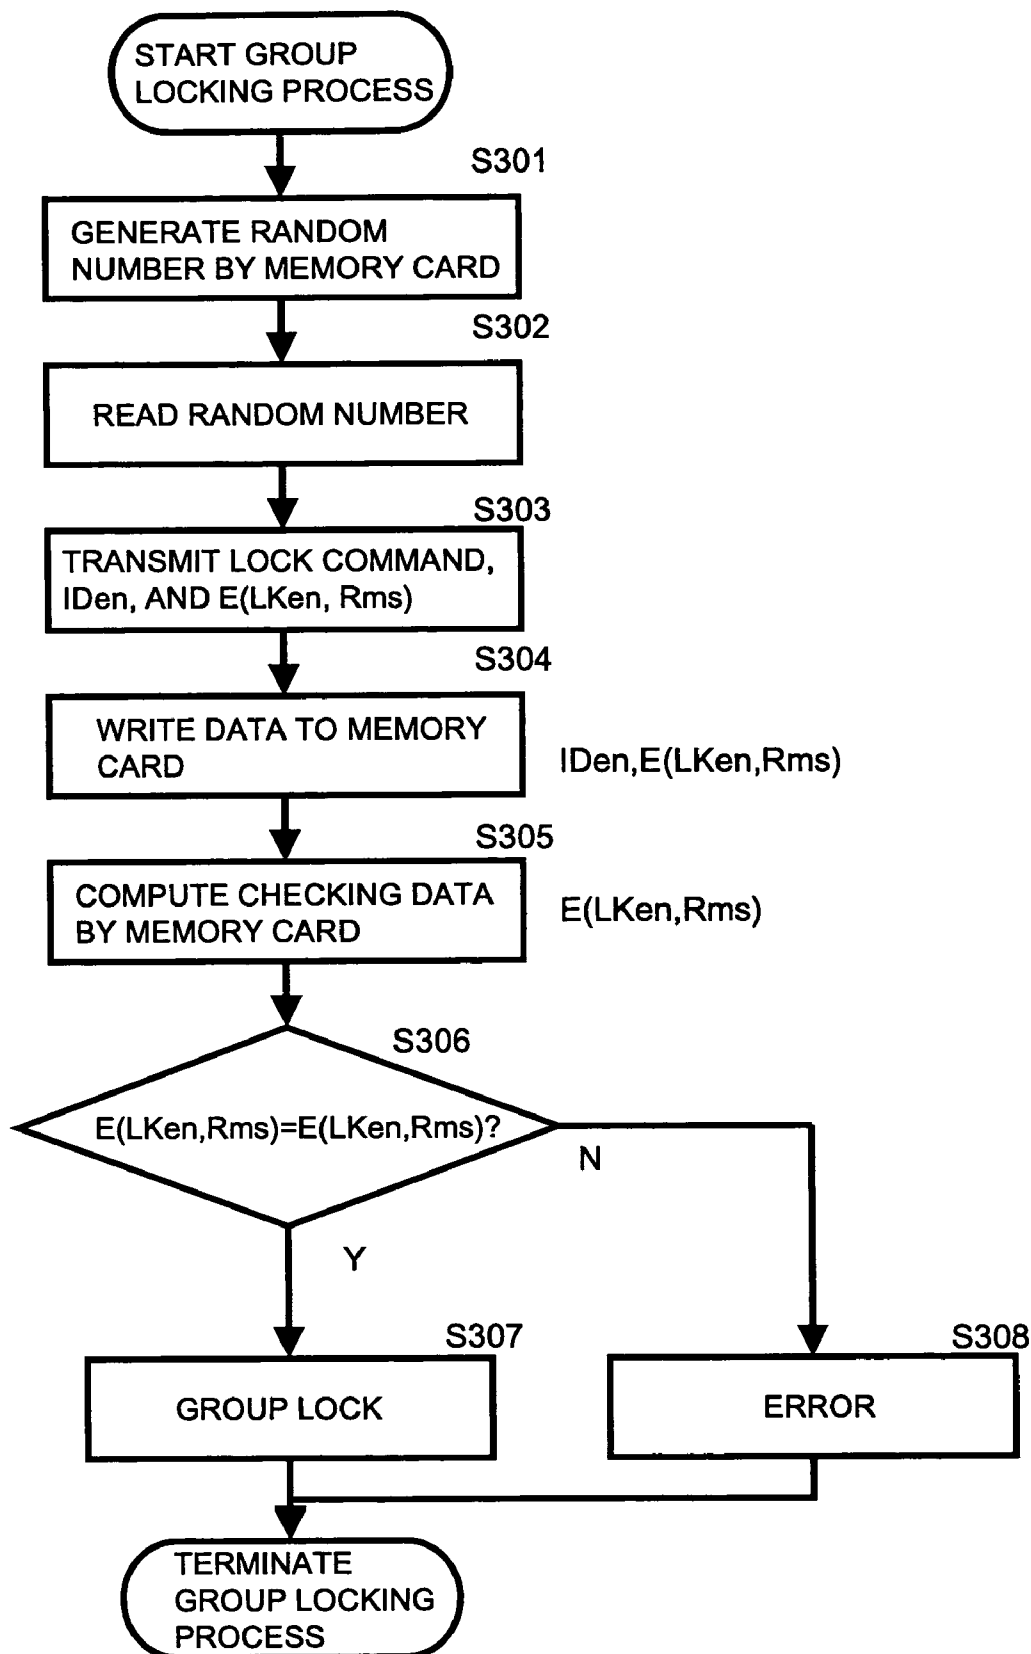 START GROUP
LOCKING PROCESS
S301
GENERATE RANDOM
NUMBER BY MEMORY CARD
S302
READ RANDOM NUMBER
S303
TRANSMIT LOCK COMMAND,
IDen, AND E(LKen, Rms)
S304
WRITE DATA TO MEMORY
CARD
IDen,E(LKen,Rms)
S305
COMPUTE CHECKING DATA
BY MEMORY CARD
E(LKen,Rms)
S306
E(LKen,Rms)=E(LKen,Rms)?
N
Y
S307
GROUP LOCK
S308
ERROR
TERMINATE
GROUP LOCKING
PROCESS